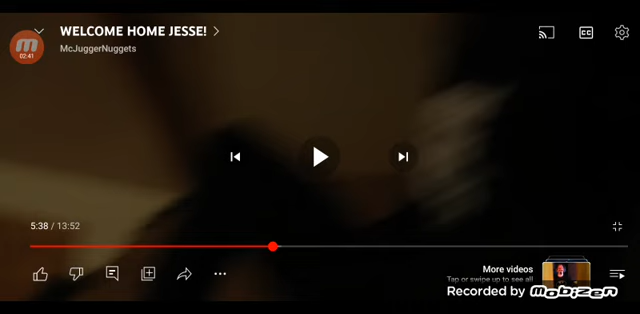 WELCOME HOME JESSE!
McJuggerNuggets
m
02:41
CC
5:38 / 13:52
More videos
Tap or swipe up to see all
Recorded by Mobizen